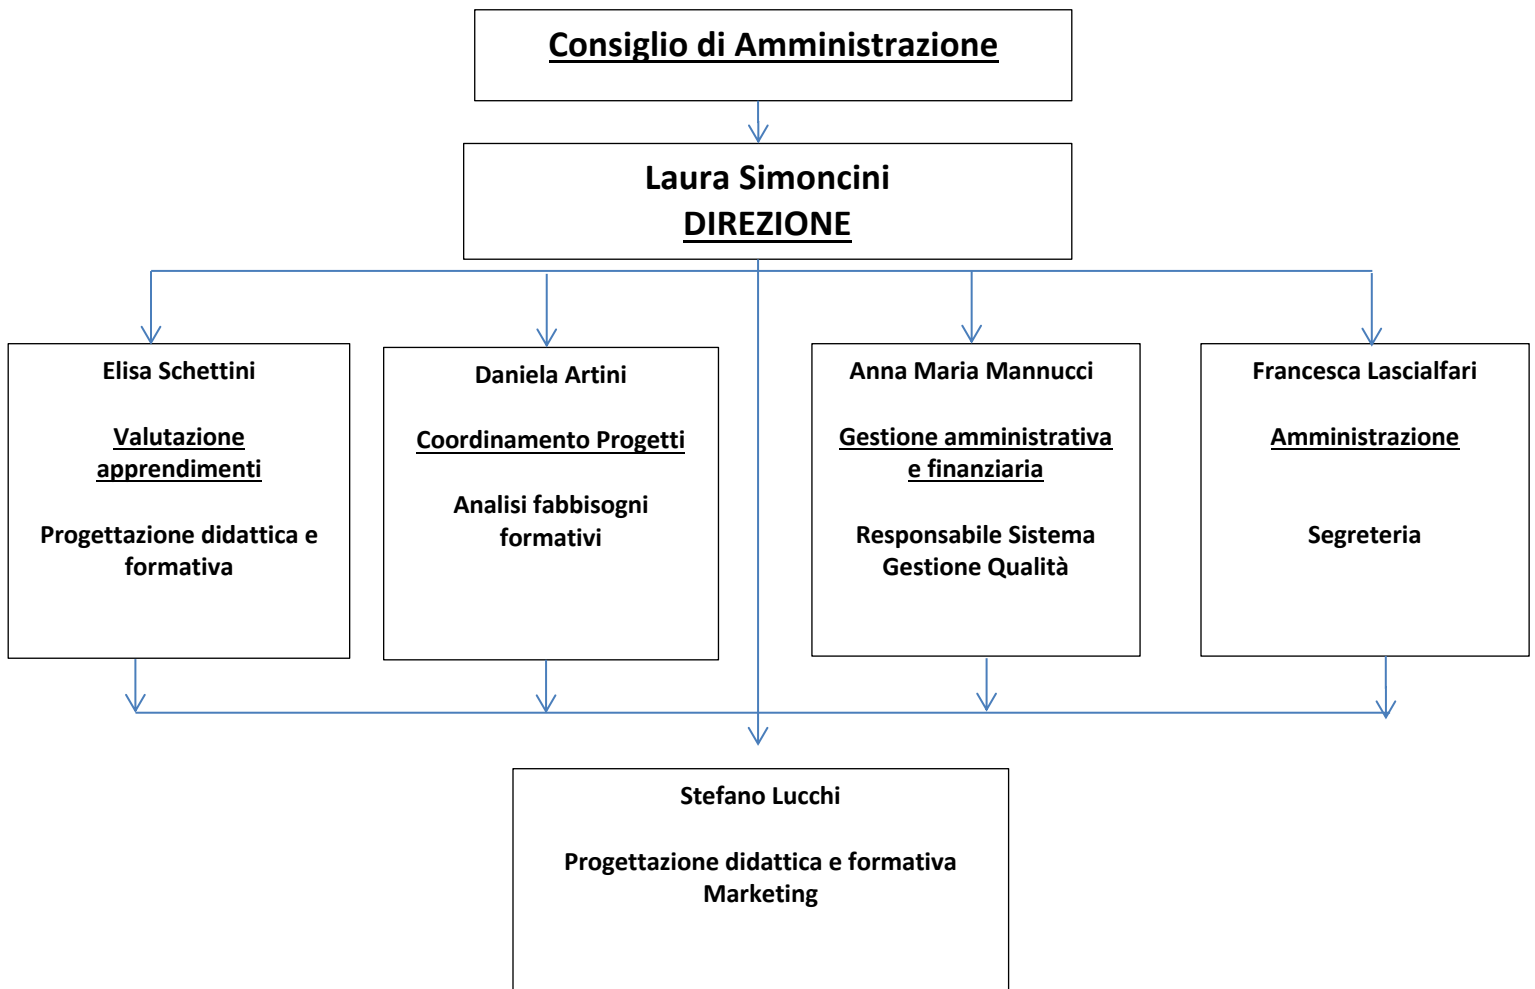 Consiglio di Amministrazione
Laura Simoncini
DIREZIONE
Elisa Schettini
Valutazione
apprendimenti
Progettazione didattica e
formativa
Daniela Artini
Coordinamento Progetti
Analisi fabbisogni
formativi
Anna Maria Mannucci
Gestione amministrativa
e finanziaria
Responsabile Sistema
Gestione Qualità
Francesca Lascialfari
Amministrazione
Segreteria
Stefano Lucchi
Progettazione didattica e formativa
Marketing